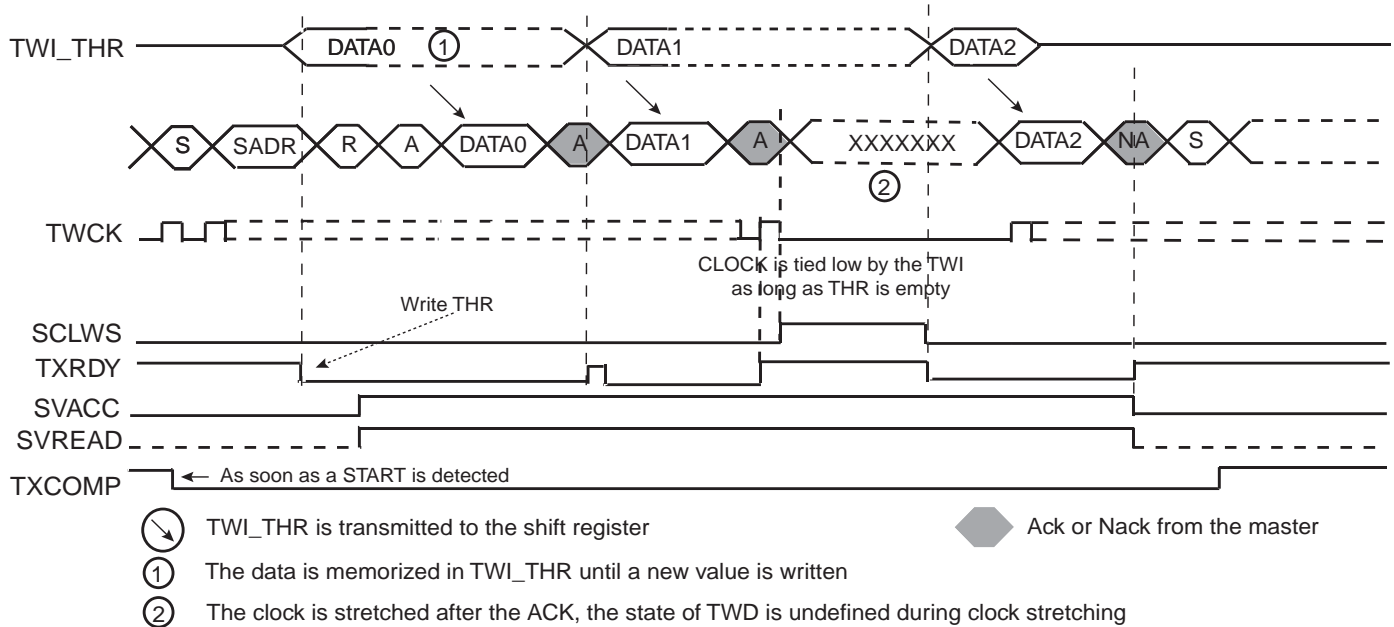 TWI_THR DATA0 1 DATA1 DATA2
S SADR R A DATA0 A DATA1 A XXXXXXX DATA2 NA S
2
TWCK
CLOCK is tied low by the TWI
as long as THR is empty
Write THR
SCLWS
TXRDY
SVACC
SVREAD
TXCOMP As soon as a START is detected
TWI_THR is transmitted to the shift register Ack or Nack from the master
1 The data is memorized in TWI_THR until a new value is written
2 The clock is stretched after the ACK, the state of TWD is undefined during clock stretching